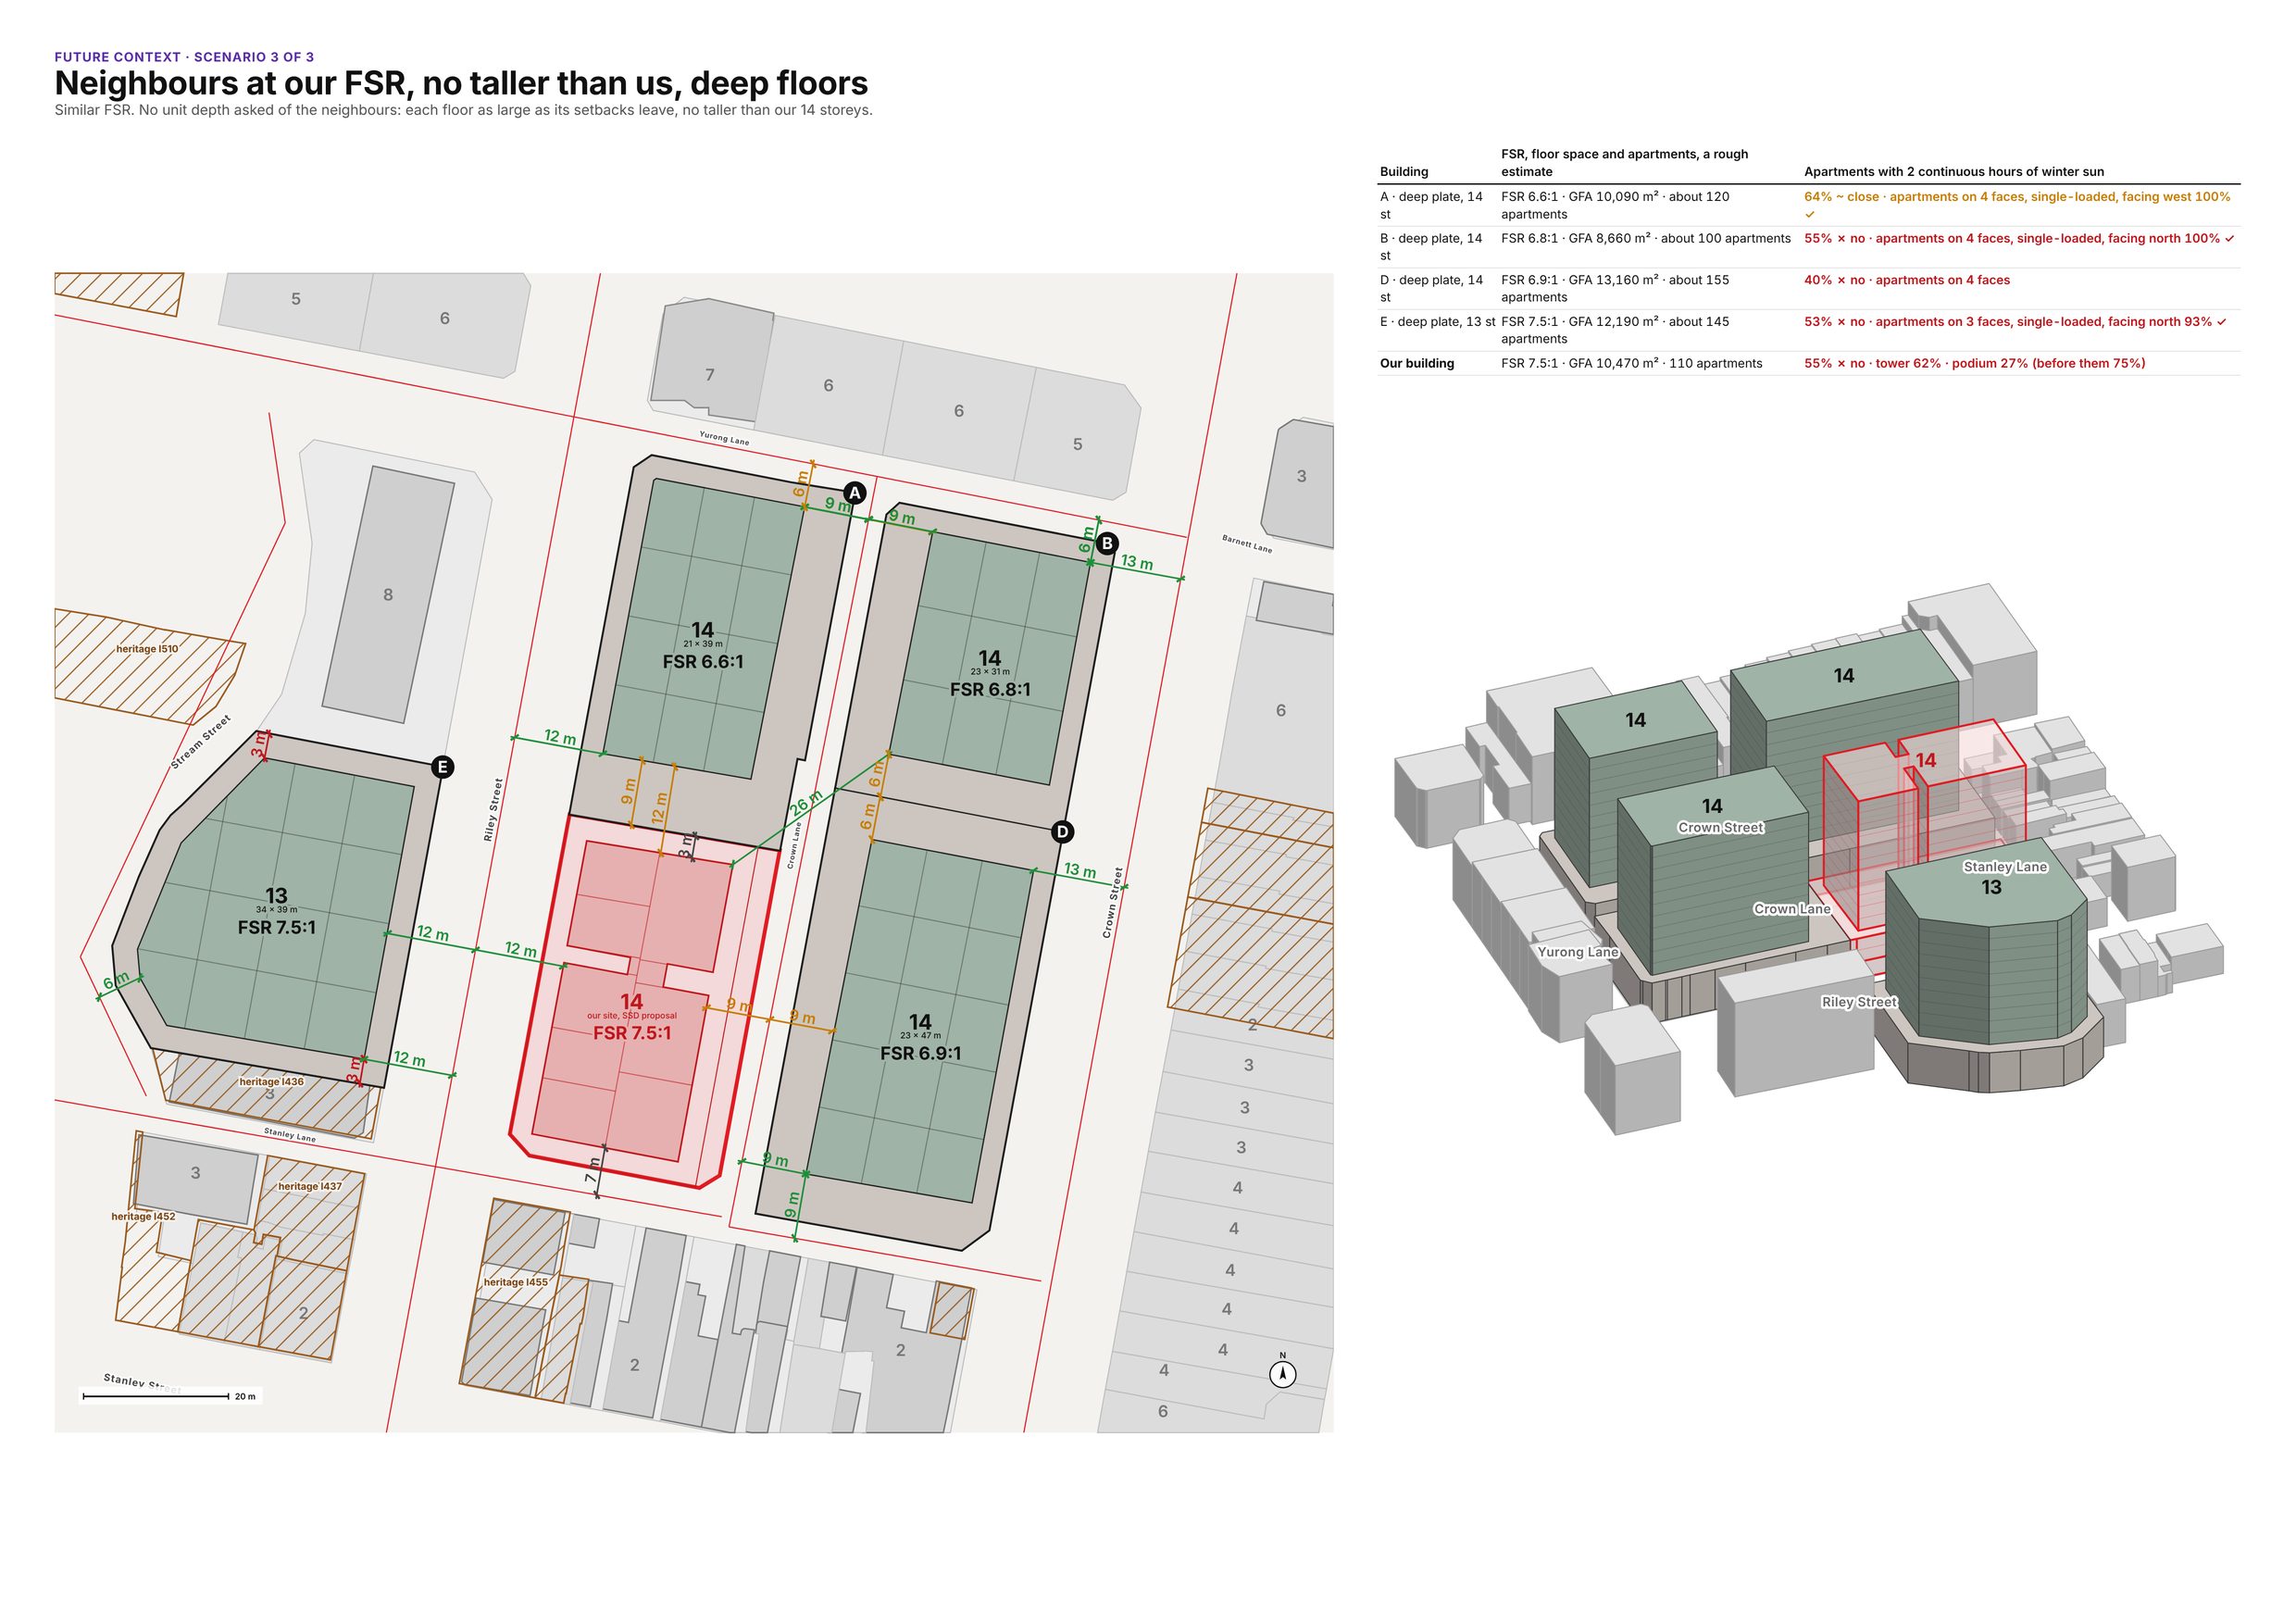 FUTURE CONTEXT · SCENARIO 3 OF 3
Neighbours at our FSR, no taller than us, deep floors
Similar FSR. No unit depth asked of the neighbours: each floor as large as its setbacks leave, no taller than our 14 storeys.
Building
FSR, floor space and apartments, a rough
estimate
Apartments with 2 continuous hours of winter sun
A · deep plate, 14
st
FSR 6.6:1 · GFA 10,090 m² · about 120
apartments
64% ~ close · apartments on 4 faces, single-loaded, facing west 100%
✓
B · deep plate, 14
st
FSR 6.8:1 · GFA 8,660 m² · about 100 apartments
55% × no · apartments on 4 faces, single-loaded, facing north 100% ✓
D · deep plate, 14
st
FSR 6.9:1 · GFA 13,160 m² · about 155
apartments
40% × no · apartments on 4 faces
E · deep plate, 13 st
FSR 7.5:1 · GFA 12,190 m² · about 145
apartments
53% × no · apartments on 3 faces, single-loaded, facing north 93% ✓
Our building
FSR 7.5:1 · GFA 10,470 m² · 110 apartments
55% × no · tower 62% · podium 27% (before them 75%)
5
6
7
6
6
5
3
Yurong Lane
6 m
A
9 m
9 m
6 m
B
13 m
Barnett Lane
8
heritage I510
14
21 × 39 m
FSR 6.6:1
14
23 × 31 m
FSR 6.8:1
6
Stream Street
3 m
E
12 m
Riley Street
9 m
12 m
3 m
26 m
Crown Lane
6 m
6 m
D
13 m
Crown Street
13
34 × 39 m
FSR 7.5:1
12 m
12 m
6 m
14
our site, SSD proposal
FSR 7.5:1
9 m
9 m
14
23 × 47 m
FSR 6.9:1
12 m
3 m
heritage I436
3
Stanley Lane
7 m
9 m
9 m
3
heritage I437
heritage I452
2
heritage I455
2
2
2
3
3
3
4
4
4
4
4
4
6
Stanley Street
20 m
N
14
14
14
14
13
Crown Street
Stanley Lane
Crown Lane
Yurong Lane
Riley Street